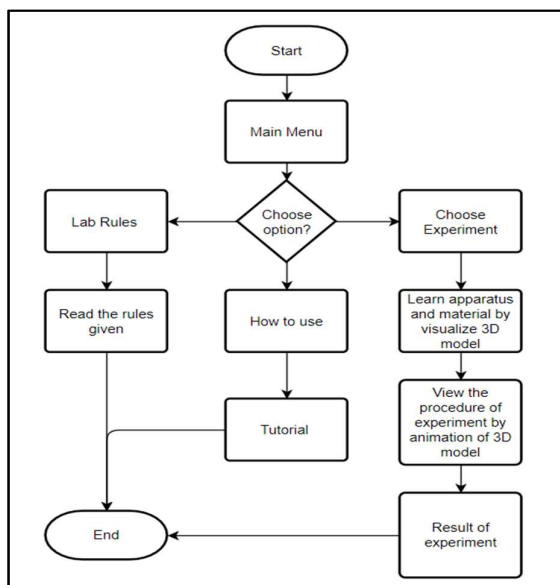 Start
Main Menu
Choose
option?
Lab Rules
Choose
Experiment
Read the rules
given
How to use
Learn apparatus
and material by
visualize 3D
model
View the
procedure of
experiment by
animation of 3D
model
Tutorial
End
Result of
experiment